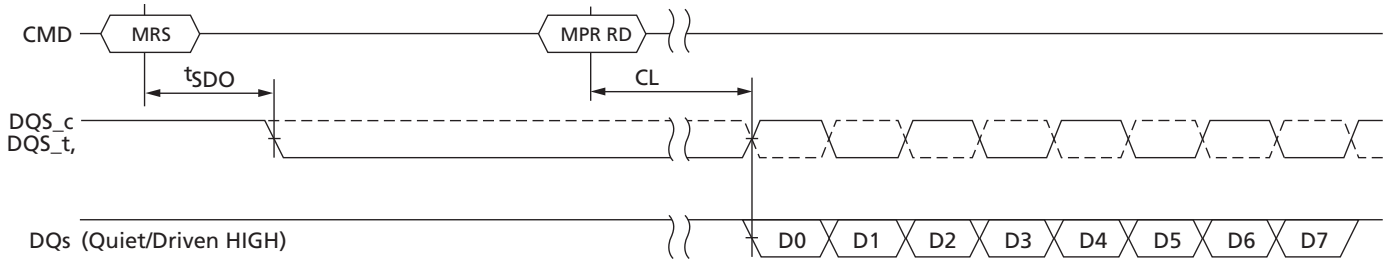 CMD MRS MPR RD
tSDO CL
DQS_c
DQS_t,
DQs (Quiet/Driven HIGH) D0 D1 D2 D3 D4 D5 D6 D7